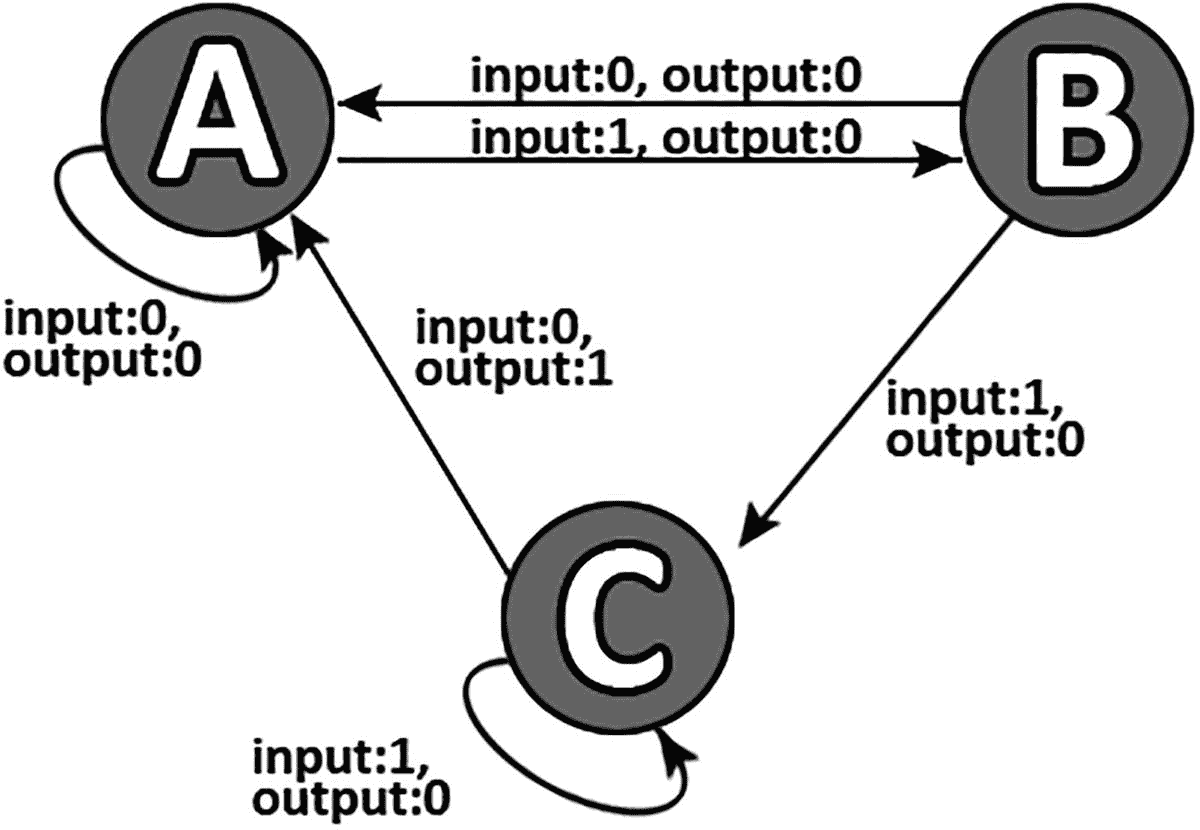 A
B
input:0, output:0
input:1, output:0
input:0,
output:0
input:0,
output:1
input:1,
output:0
C
input:1,
output:0